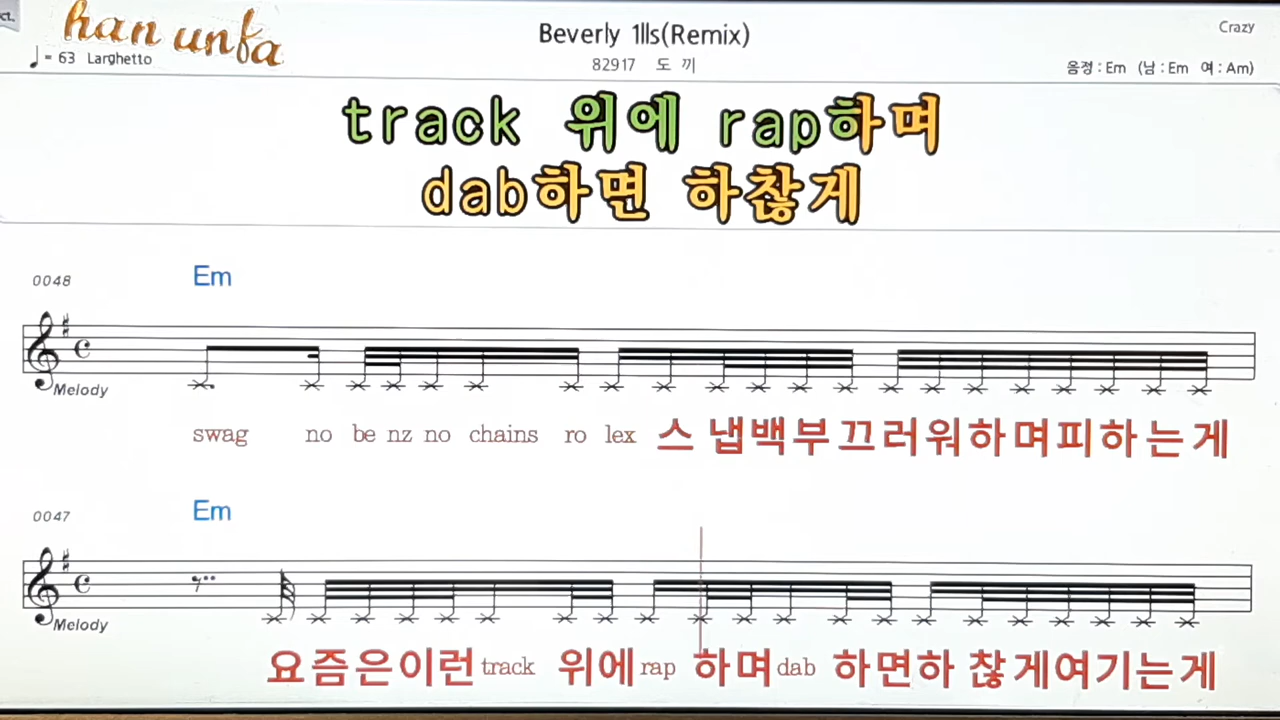 ct.
han unfa
Beverly 1lls(Remix)
Crazy
♩ = 63 Larghetto
82917 도 끼
음정 : Em (남 : Em 여 : Am)
track 위에 rap하며
dab하면 하찮게
0048
Em
Melody
swag no be nz no chains ro lex 스 냅백부끄러워하며피하는게
0047
Em
Melody
요즘은이런track 위에rap 하며dab 하면하 찮게여기는게